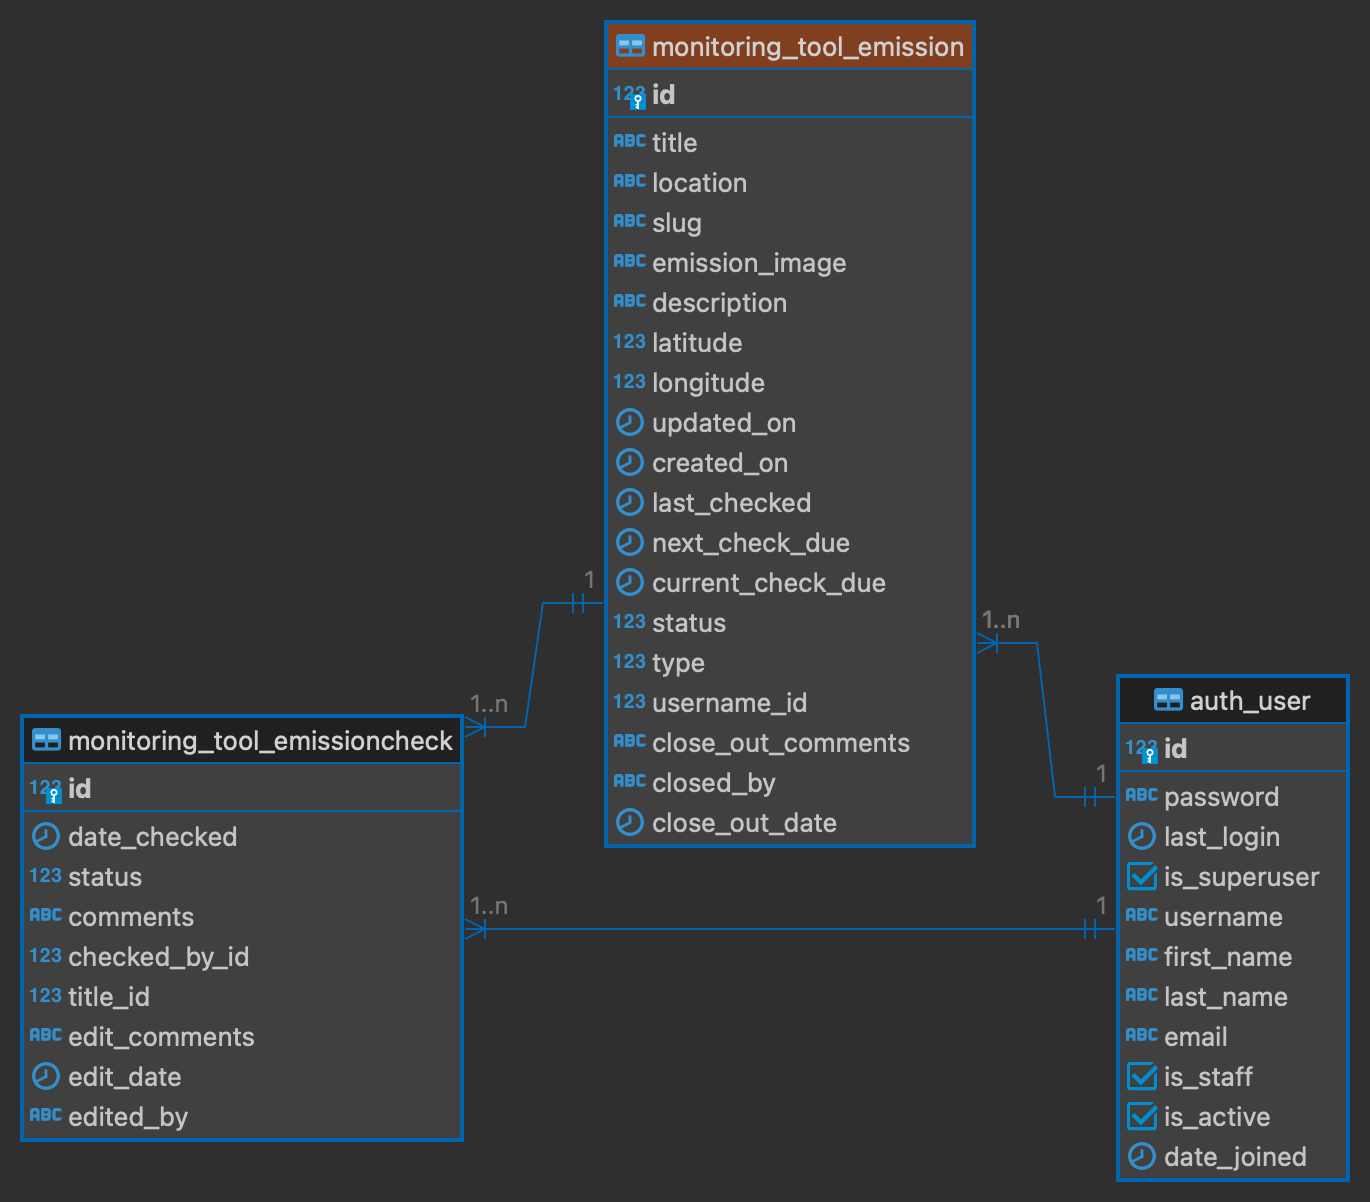 monitoring_tool_emission
123 id
ABC title
ABC location
ABC slug
ABC emission_image
ABC description
123 latitude
123 longitude
updated_on
created_on
last_checked
next_check_due
current_check_due
123 status
123 type
123 username_id
ABC close_out_comments
ABC closed_by
close_out_date
1
1..n
1..n
monitoring_tool_emissioncheck
123 id
date_checked
123 status
ABC comments
123 checked_by_id
123 title_id
ABC edit_comments
edit_date
ABC edited_by
1..n
1
1
auth_user
123 id
ABC password
last_login
is_superuser
ABC username
ABC first_name
ABC last_name
ABC email
is_staff
is_active
date_joined